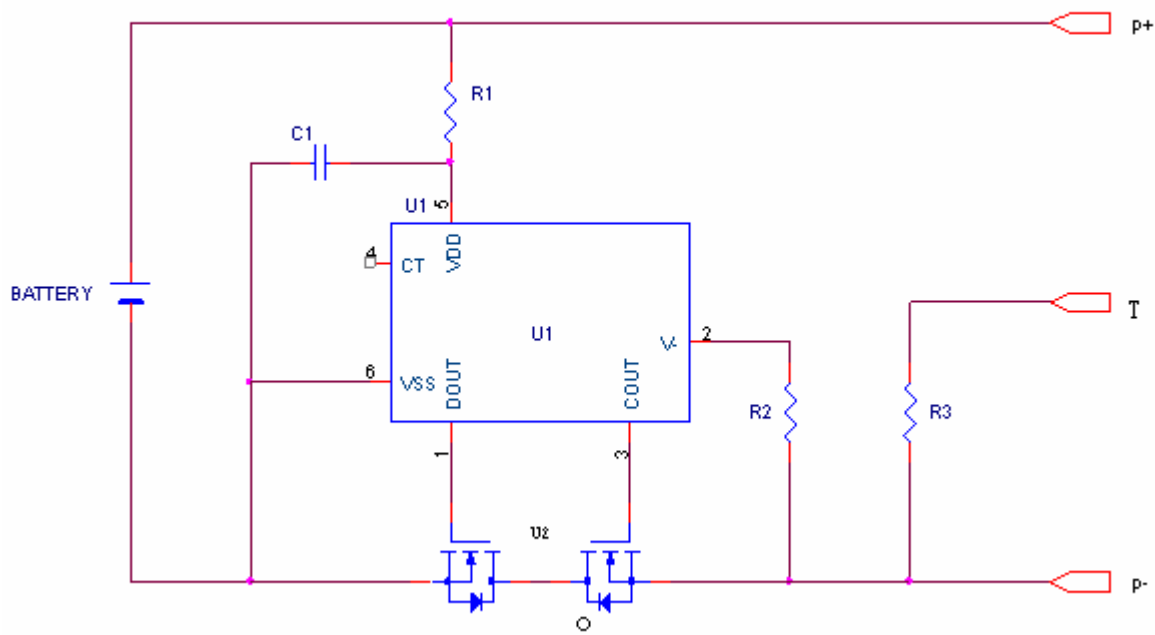 p+
R1
C1
U1
5
VDD
4
CT
BATTERY
T
U1
2
V-
6
VSS
DOUT
COUT
R2
R3
1
3
U2
p-